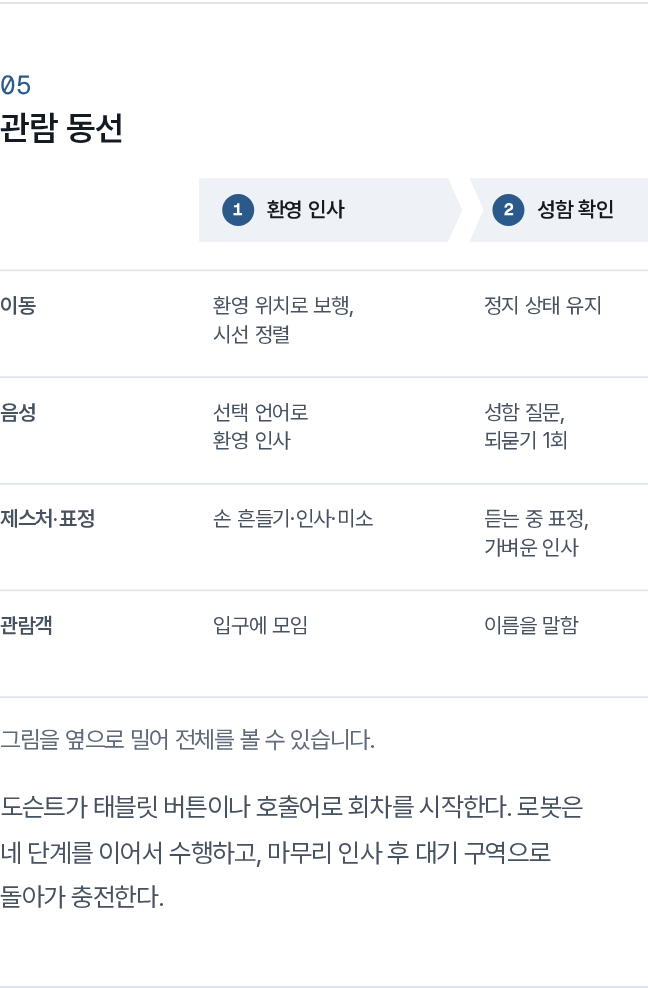 05
관람 동선
1 환영 인사 2 성함 확인
이동 환영 위치로 보행, 정지 상태 유지
시선 정렬
음성 선택 언어로 성함 질문,
환영 인사 되묻기 1회
제스처·표정 손 흔들기·인사·미소 듣는 중 표정,
가벼운 인사
관람객 입구에 모임 이름을 말함
그림을 옆으로 밀어 전체를 볼 수 있습니다.
도슨트가 태블릿 버튼이나 호출어로 회차를 시작한다. 로봇은
네 단계를 이어서 수행하고, 마무리 인사 후 대기 구역으로
돌아가 충전한다.